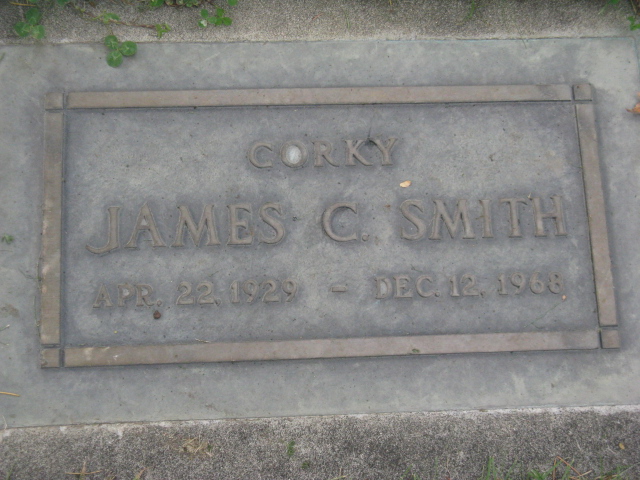 CORKY
JAMES C. SMITH
APR. 22, 1929 - DEC. 12, 1968